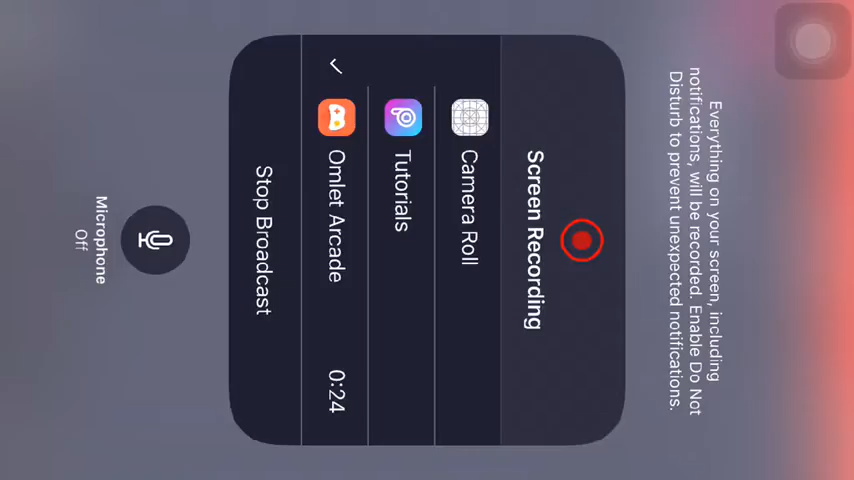 Everything on your screen, including
notifications, will be recorded. Enable Do Not
Disturb to prevent unexpected notifications.
Screen Recording
Camera Roll
Tutorials
Omlet Arcade 0:24
Stop Broadcast
Microphone
Off